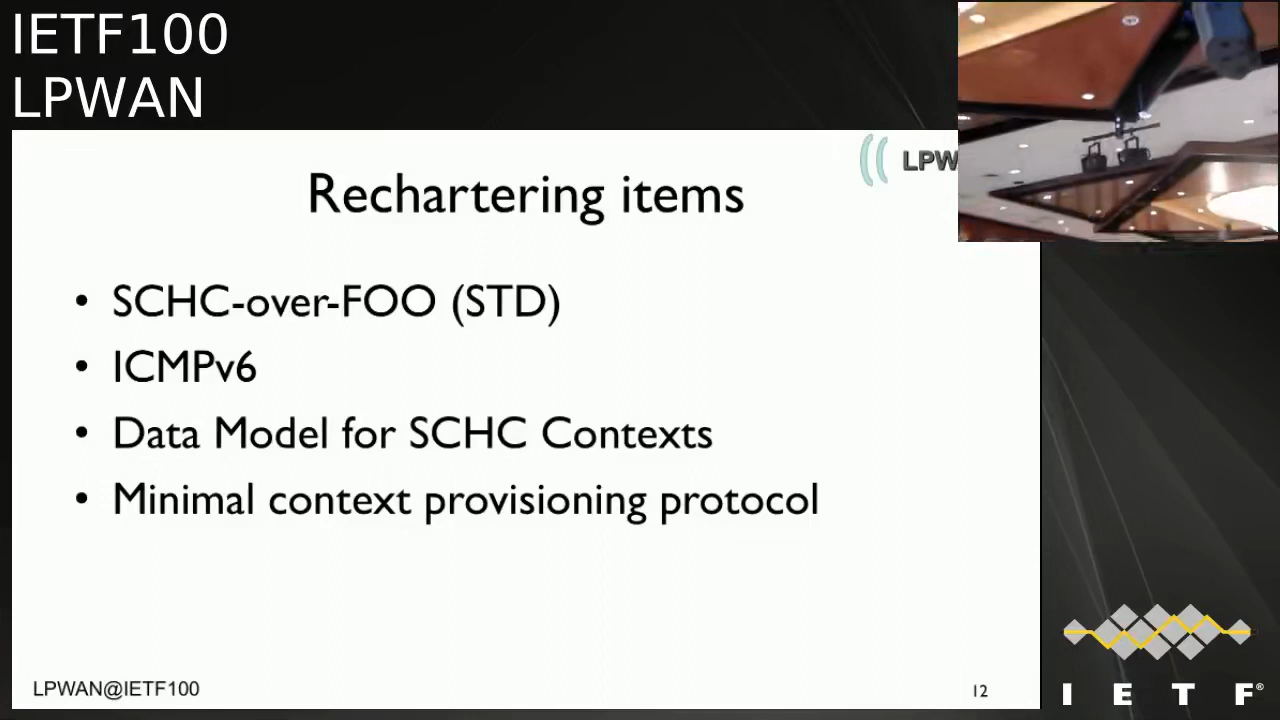 IETF100
LPWAN
LPW
Rechartering items
• SCHC-over-FOO (STD)
• ICMPv6
• Data Model for SCHC Contexts
• Minimal context provisioning protocol
LPWAN@IETF100
12
I E T F®